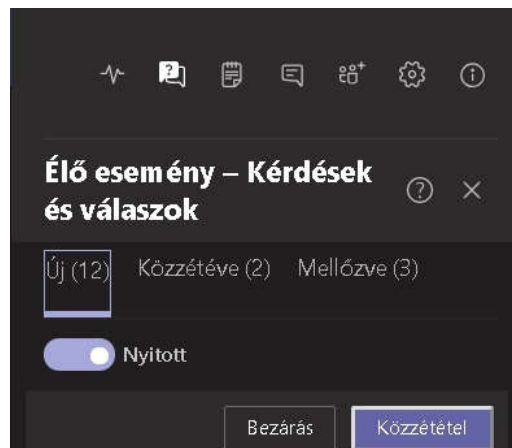 Élő esemény – Kérdések
és válaszok
Új (12) Közzétéve (2) Mellőzve (3)
Nyitott
Bezárás Közzététel